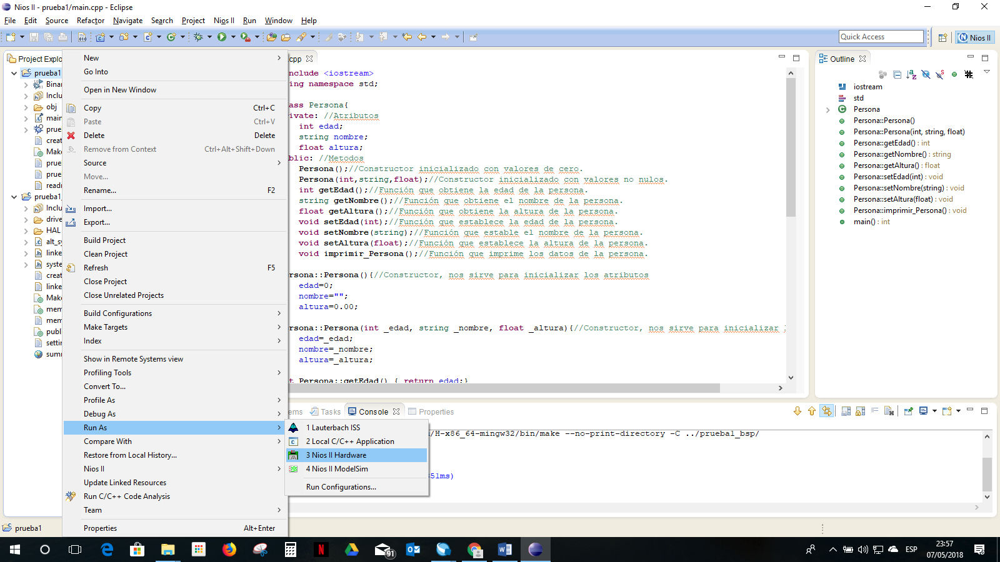 Nios II - prueba1/main.cpp - Eclipse
File Edit Source Refactor Navigate Search Project Nios II Run Window Help
Quick Access
Nios II
Project Explo
prueba1
Binar
Inclu
obj
main
prue
creat
Make
prue
prue
readr
prueba1_
Inclu
drive
HAL
alt_sy
linke
syste
creat
linke
Make
mem
mem
publ
settir
sumr
New
Go Into
Open in New Window
Copy Ctrl+C
Paste Ctrl+V
Delete Delete
Remove from Context Ctrl+Alt+Shift+Down
Source
Move...
Rename... F2
Import...
Export...
Build Project
Clean Project
Refresh F5
Close Project
Close Unrelated Projects
Build Configurations
Make Targets
Index
Show in Remote Systems view
Profiling Tools
Convert To...
Profile As
Debug As
Run As
Compare With
Restore from Local History...
Nios II
Update Linked Resources
Run C/C++ Code Analysis
Team
Properties Alt+Enter
1 Lauterbach ISS
2 Local C/C++ Application
3 Nios II Hardware
4 Nios II ModelSim
Run Configurations...
cpp
nclude <iostream>
ing namespace std;
ass Persona{
ivate: //Atributos
int edad;
string nombre;
float altura;
blic: //Metodos
Persona();//Constructor inicializado con valores de cero.
Persona(int,string,float);//Constructor inicializado con valores no nulos.
int getEdad();//Función que obtiene la edad de la persona.
string getNombre();//Función que obtiene el nombre de la persona.
float getAltura();//Función que obtiene la altura de la persona.
void setEdad(int);//Función que establece la edad de la persona.
void setNombre(string);//Función que estable el nombre de la persona.
void setAltura(float);//Función que establece la altura de la persona.
void imprimir_Persona();//Función que imprime los datos de la persona.
rsona::Persona(){//Constructor, nos sirve para inicializar los atributos
edad=0;
nombre="";
altura=0.00;
rsona::Persona(int _edad, string _nombre, float _altura){//Constructor, nos sirve para inicializar
edad=_edad;
nombre=_nombre;
altura=_altura;
t Persona::getEdad() { return edad;}
ems Tasks Console Properties
/H-x86_64-mingw32/bin/make --no-print-directory -C ../prueba1_bsp/
51ms)
Outline
iostream
std
Persona
Persona::Persona()
Persona::Persona(int, string, float)
Persona::getEdad() : int
Persona::getNombre() : string
Persona::getAltura() : float
Persona::setEdad(int) : void
Persona::setNombre(string) : void
Persona::setAltura(float) : void
Persona::imprimir_Persona() : void
main() : int
prueba1
91
ESP
23:57
07/05/2018